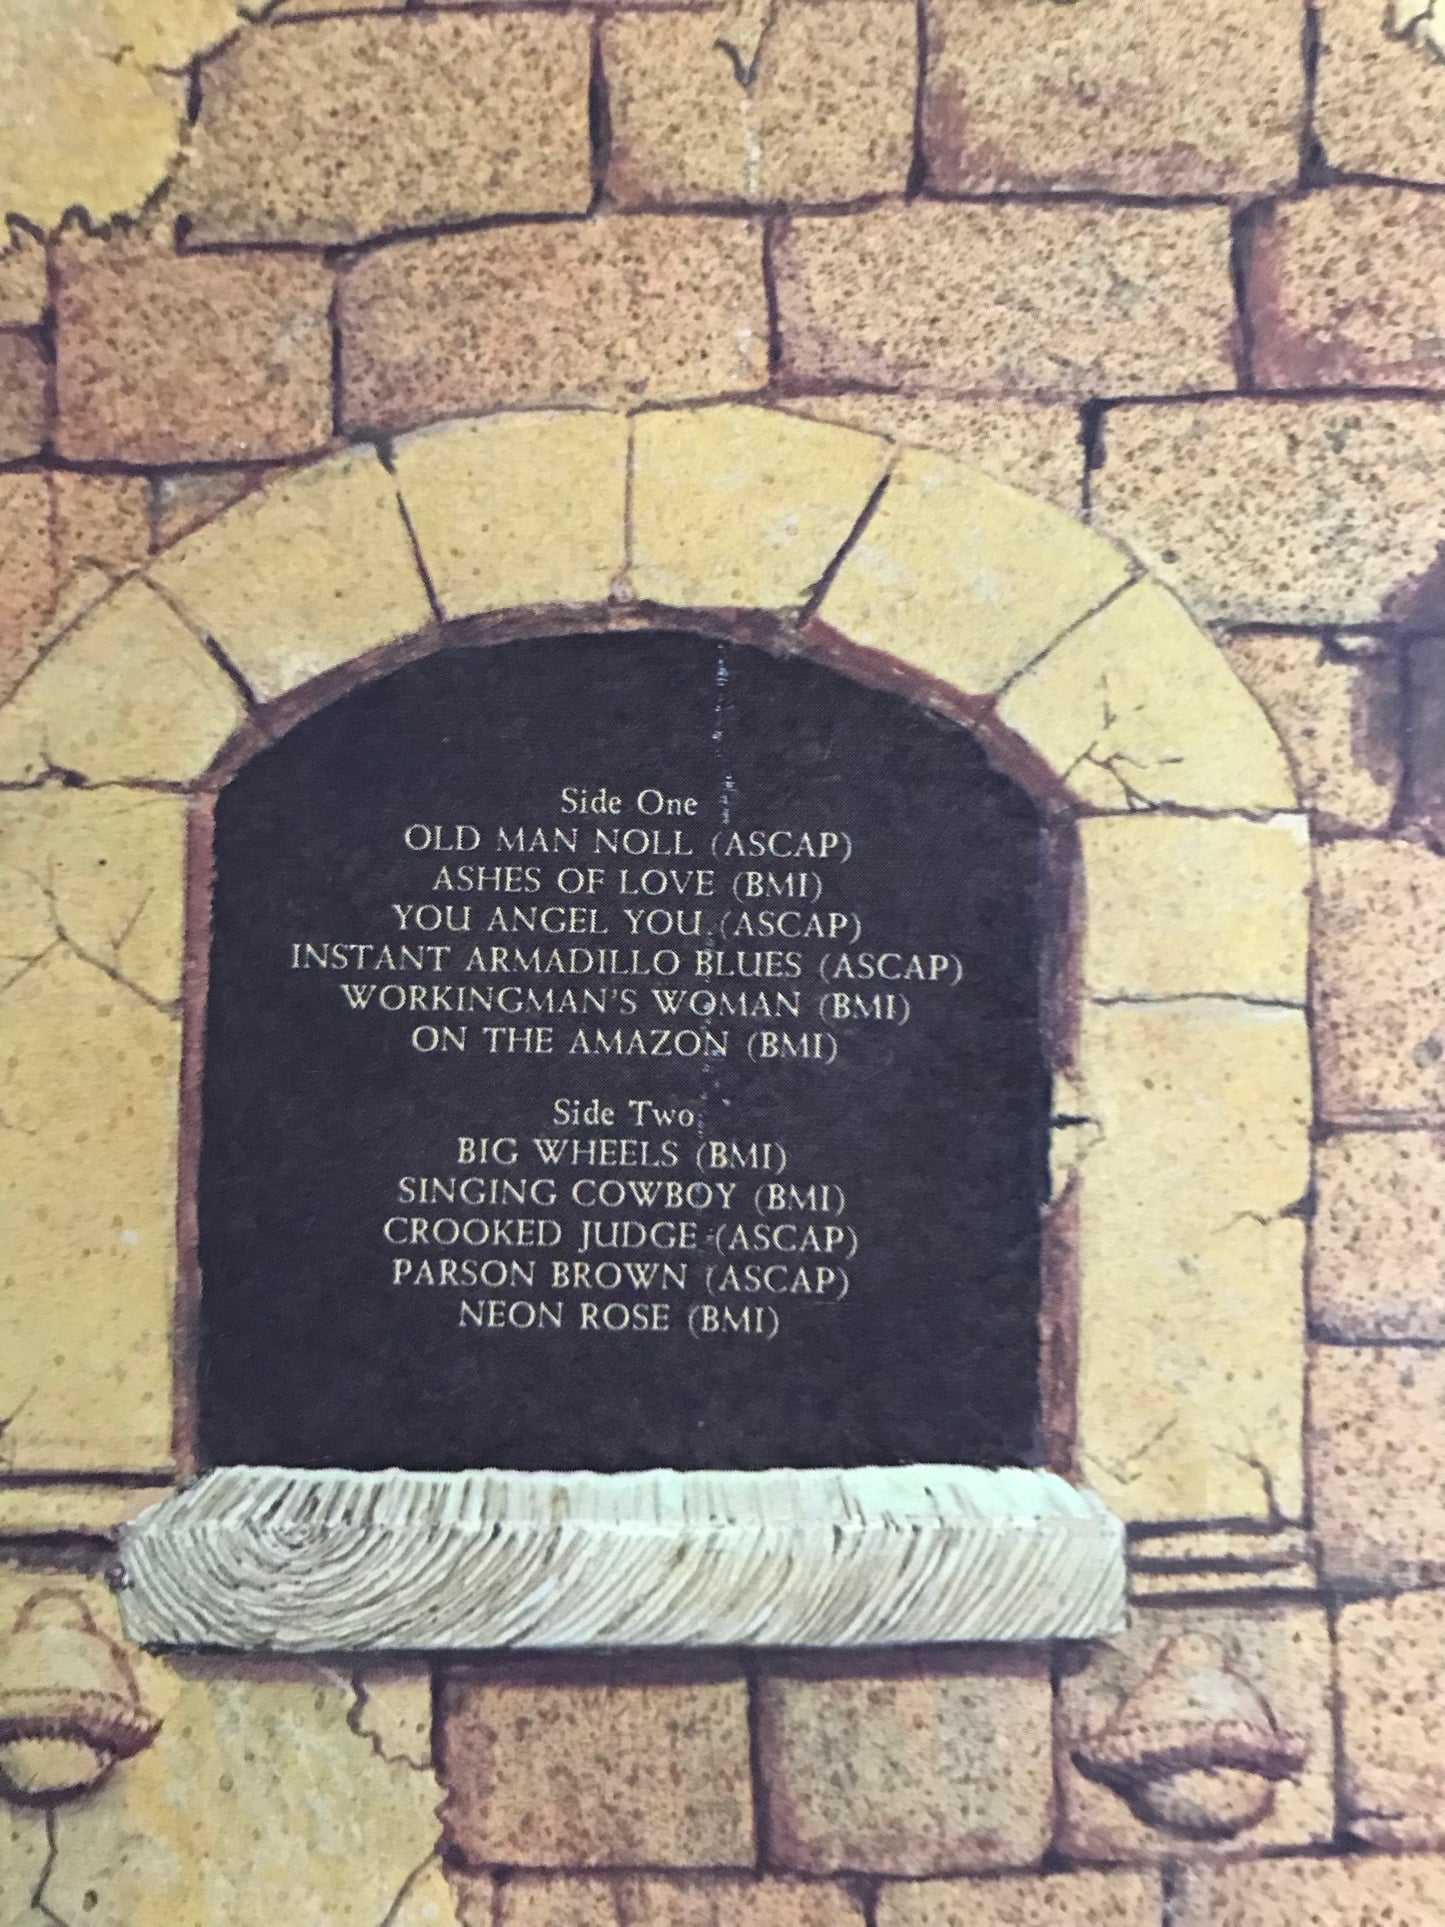 Side One
OLD MAN NOLL (ASCAP)
ASHES OF LOVE (BMI)
YOU ANGEL YOU (ASCAP)
INSTANT ARMADILLO BLUES (ASCAP)
WORKINGMAN'S WOMAN (BMI)
ON THE AMAZON (BMI)
Side Two
BIG WHEELS (BMI)
SINGING COWBOY (BMI)
CROOKED JUDGE (ASCAP)
PARSON BROWN (ASCAP)
NEON ROSE (BMI)